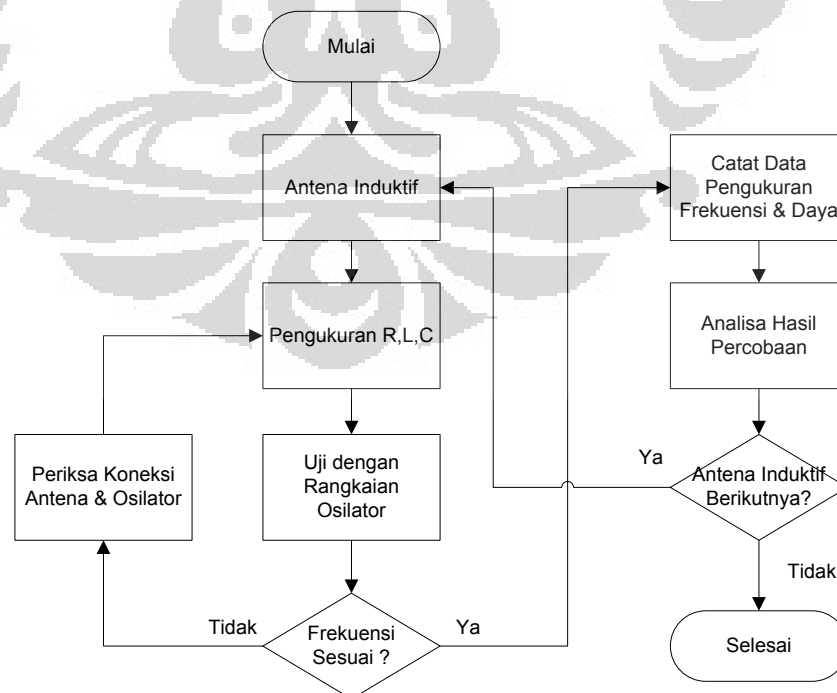 Mulai
Antena Induktif
Pengukuran R,L,C
Uji dengan
Rangkaian
Osilator
Periksa Koneksi
Antena & Osilator
Tidak
Frekuensi
Sesuai ?
Ya
Catat Data
Pengukuran
Frekuensi & Daya
Analisa Hasil
Percobaan
Ya
Antena Induktif
Berikutnya?
Tidak
Selesai